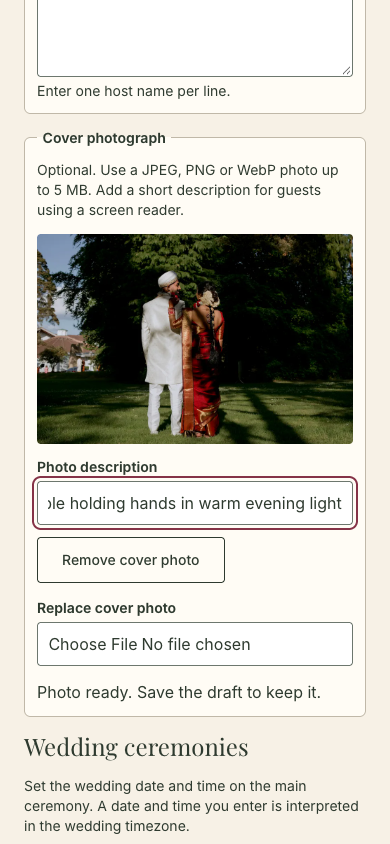 Enter one host name per line.
Cover photograph
Optional. Use a JPEG, PNG or WebP photo up
to 5 MB. Add a short description for guests
using a screen reader.
Photo description
holding hands in warm evening light
Remove cover photo
Replace cover photo
Choose File No file chosen
Photo ready. Save the draft to keep it.
Wedding ceremonies
Set the wedding date and time on the main
ceremony. A date and time you enter is interpreted
in the wedding timezone.